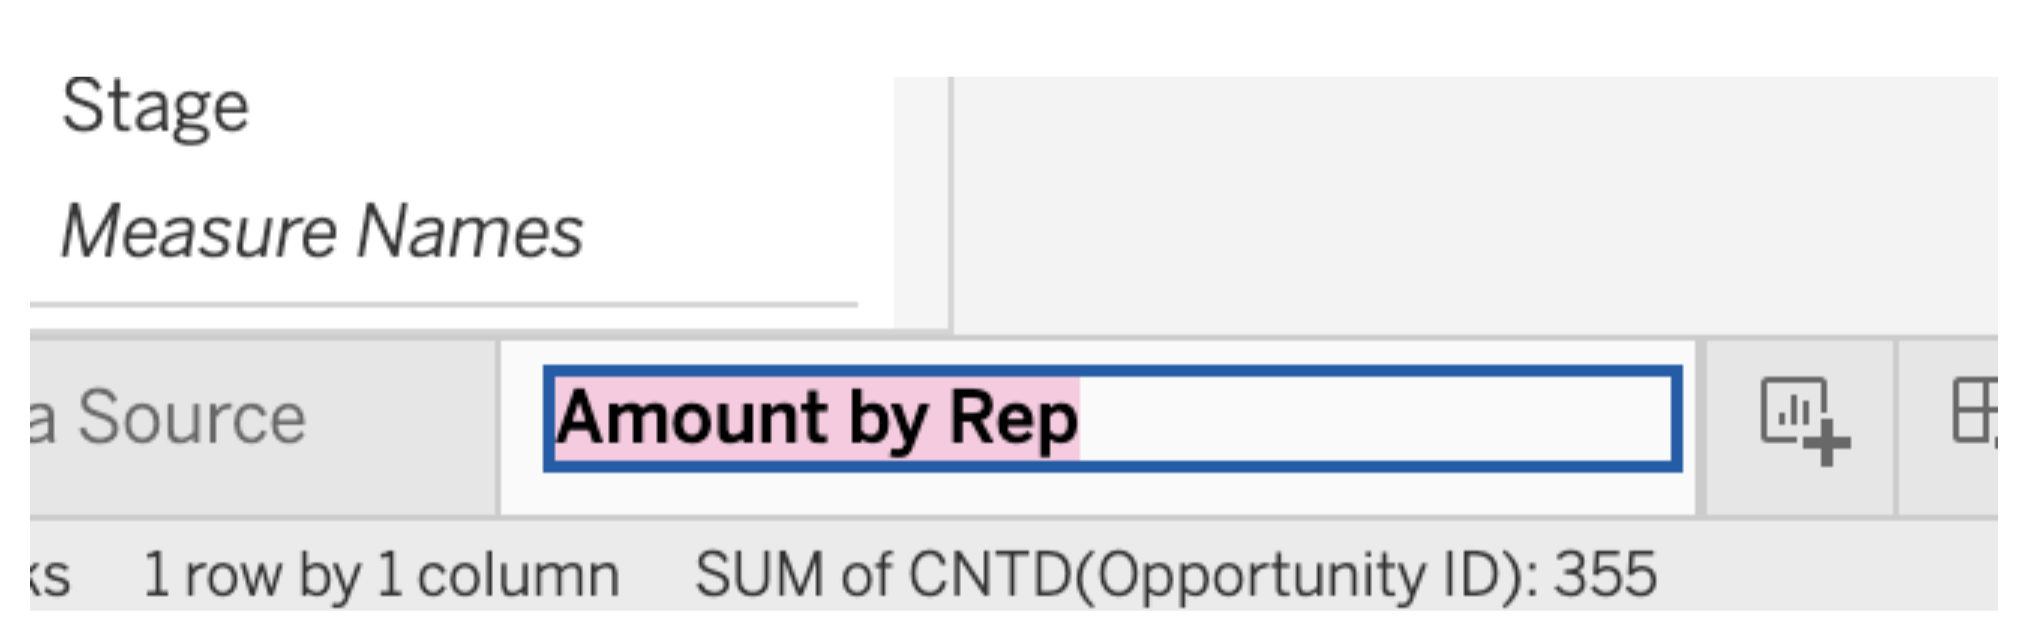 Stage
Measure Names
a Source
Amount by Rep
ks 1 row by 1 column SUM of CNTD(Opportunity ID): 355